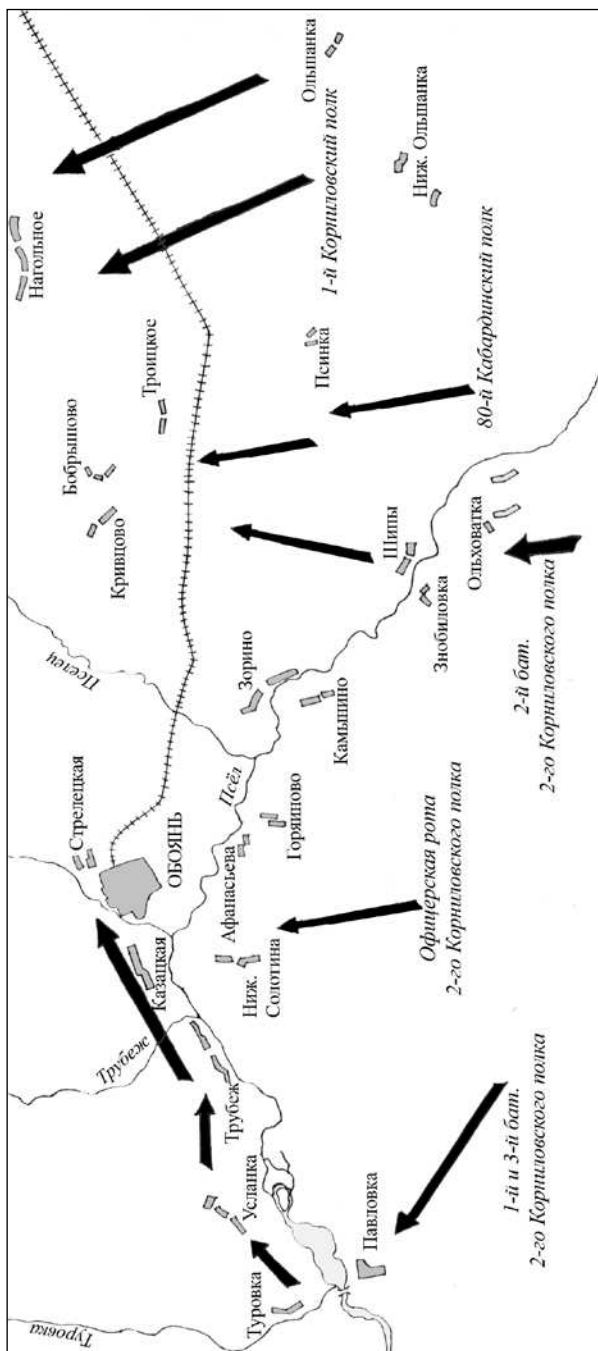 Туровка
Туровка
Усланка
Павловка
1-й и 3-й бат.
2-го Корниловского полка
Трубеж
Трубеж
Казацкая
Ниж.
Солотина
Афанасьева
Офицерская рота
2-го Корниловского полка
Стрелецкая
ОБОЯНЬ
Горяиново
Псёл
Пселец
Зорино
Камышино
Кривцово
Бобрышово
Троицкое
Шипы
Знобиловка
Ольховатка
2-й бат.
2-го Корниловского полка
Псинка
80-й Кабардинский полк
Нагольное
1-й Корниловский полк
Ольшанка
Ниж. Ольшанка